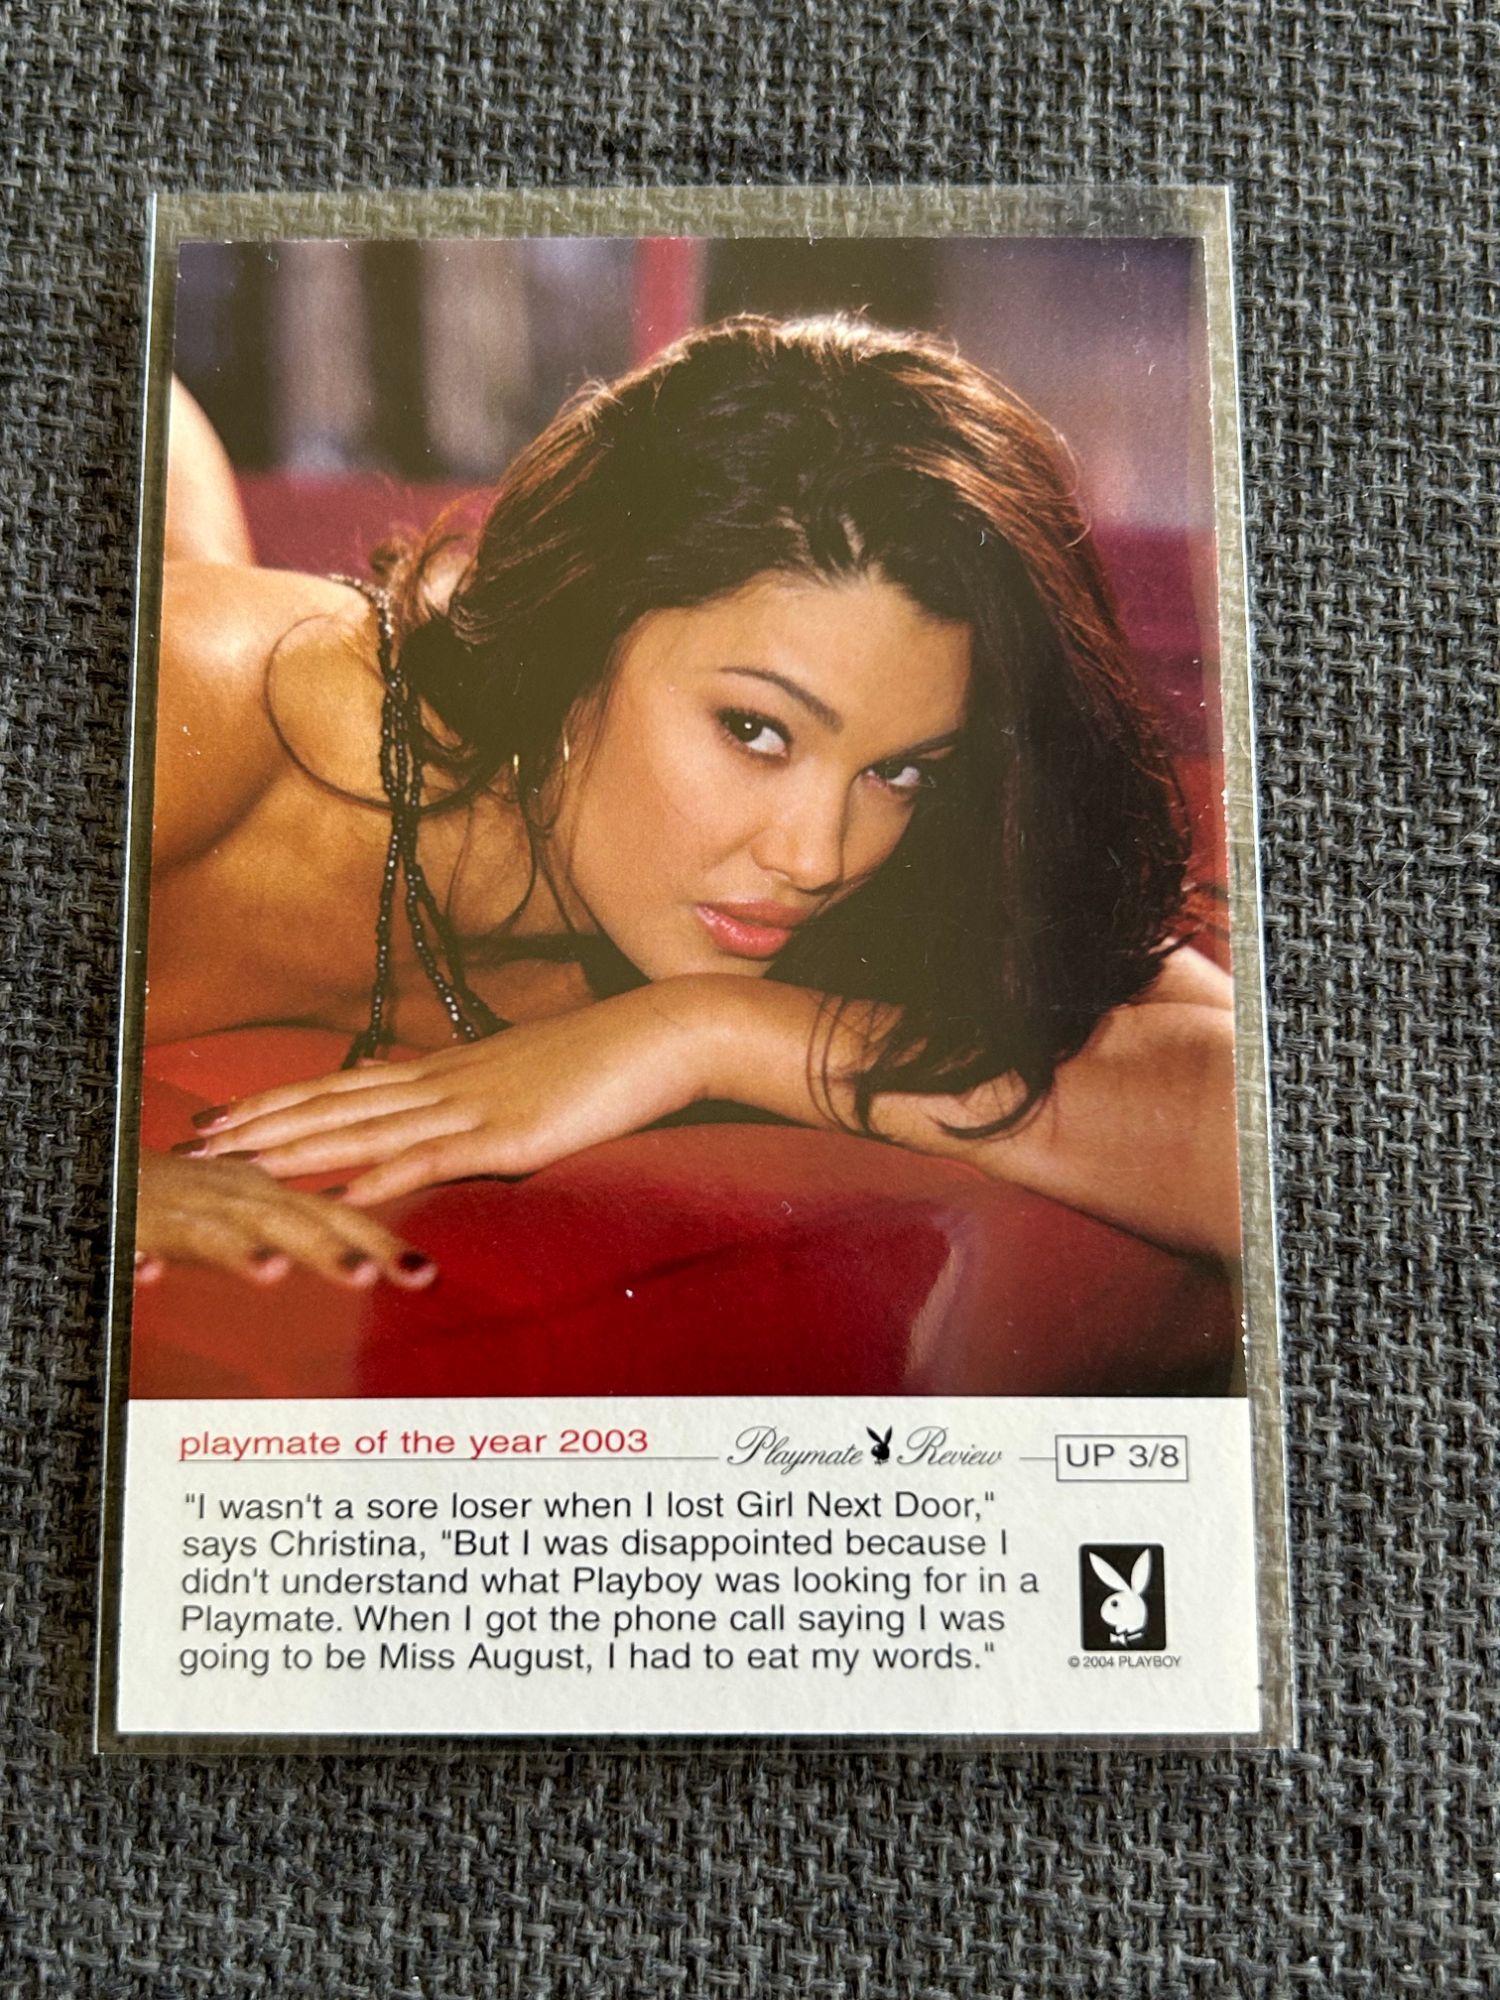 playmate of the year 2003 Playmate Review UP 3/8
"I wasn't a sore loser when I lost Girl Next Door,"
says Christina, "But I was disappointed because I
didn't understand what Playboy was looking for in a
Playmate. When I got the phone call saying I was
going to be Miss August, I had to eat my words."
© 2004 PLAYBOY